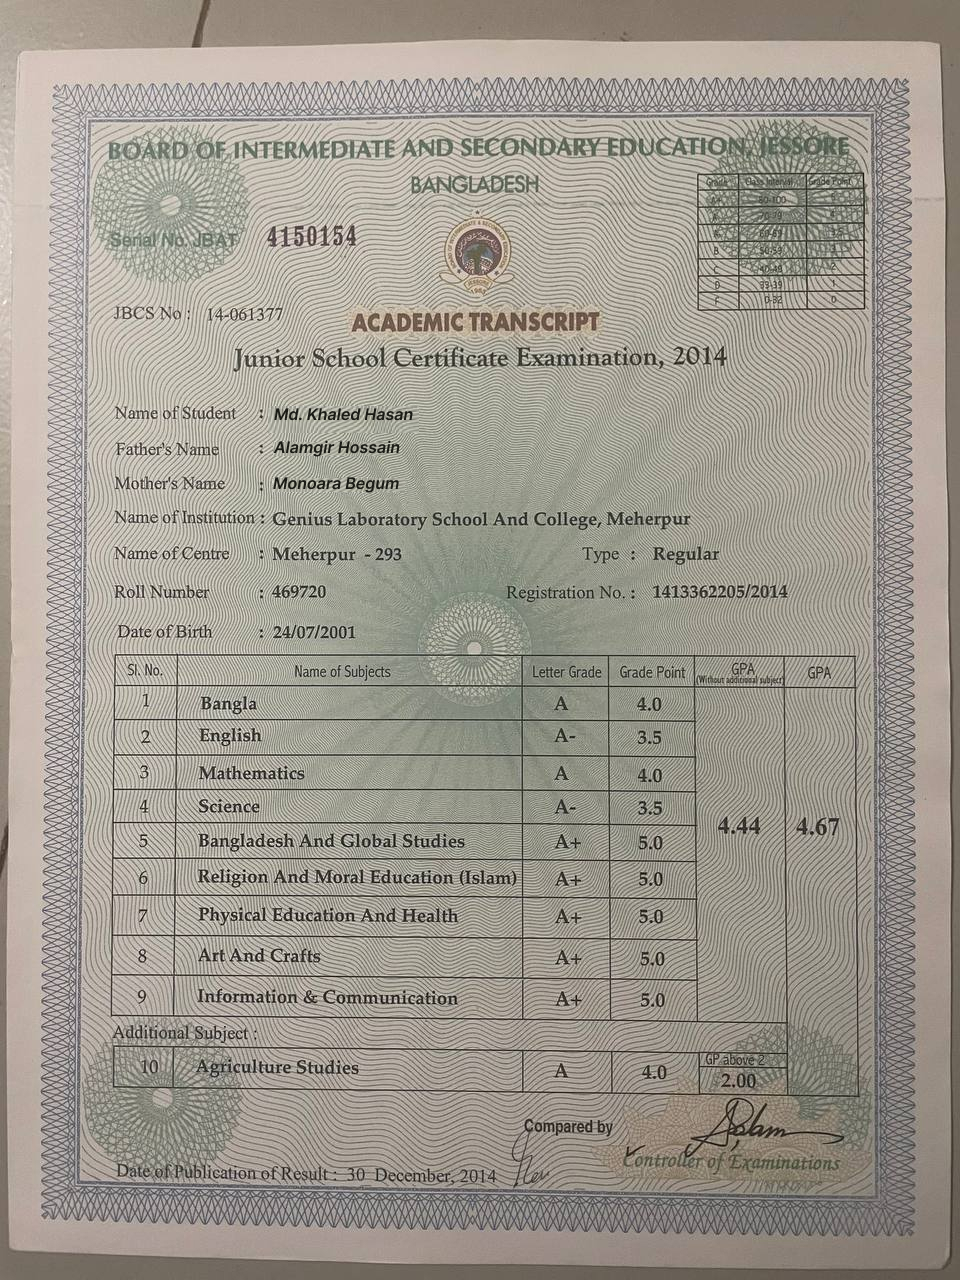 BOARD OF INTERMEDIATE AND SECONDARY EDUCATION, JESSORE
BANGLADESH
Grade Class Interval Grade Point
A+ 80-100 5
A 70-79 4
A- 60-69 3.5
B 50-59 3
C 40-49 2
D 33-39 1
F 0-32 0
Serial No. JBAT 4150154
JBCS No : 14-061377
ACADEMIC TRANSCRIPT
Junior School Certificate Examination, 2014
Name of Student : Md. Khaled Hasan
Father's Name : Alamgir Hossain
Mother's Name : Monoara Begum
Name of Institution : Genius Laboratory School And College, Meherpur
Name of Centre : Meherpur - 293 Type : Regular
Roll Number : 469720 Registration No. : 1413362205/2014
Date of Birth : 24/07/2001
Sl. No. Name of Subjects Letter Grade Grade Point GPA (Without additional subject) GPA
1 Bangla A 4.0
2 English A- 3.5
3 Mathematics A 4.0
4 Science A- 3.5
4.44 4.67
5 Bangladesh And Global Studies A+ 5.0
6 Religion And Moral Education (Islam) A+ 5.0
7 Physical Education And Health A+ 5.0
8 Art And Crafts A+ 5.0
9 Information & Communication A+ 5.0
Additional Subject :
10 Agriculture Studies A 4.0 GP above 2
2.00
Compared by
Controller of Examinations
Date of Publication of Result : 30 December, 2014